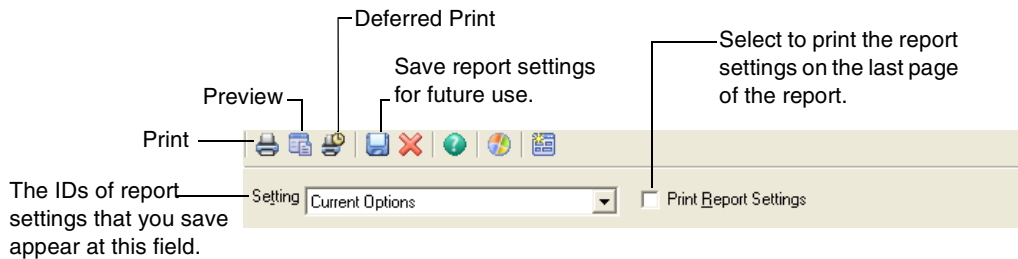 Deferred Print
Select to print the report
settings on the last page
of the report.
Save report settings
for future use.
Preview
Print
The IDs of report
settings that you save
appear at this field.
Setting
Current Options
Print Report Settings